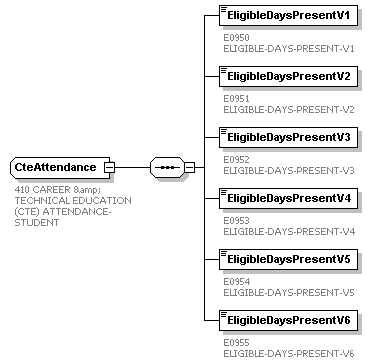 EligibleDaysPresentV1
E0950
ELIGIBLE-DAYS-PRESENT-V1
EligibleDaysPresentV2
E0951
ELIGIBLE-DAYS-PRESENT-V2
EligibleDaysPresentV3
E0952
ELIGIBLE-DAYS-PRESENT-V3
CteAttendance
410 CAREER &amp;
TECHNICAL EDUCATION
(CTE) ATTENDANCE-
STUDENT
EligibleDaysPresentV4
E0953
ELIGIBLE-DAYS-PRESENT-V4
EligibleDaysPresentV5
E0954
ELIGIBLE-DAYS-PRESENT-V5
EligibleDaysPresentV6
E0955
ELIGIBLE-DAYS-PRESENT-V6